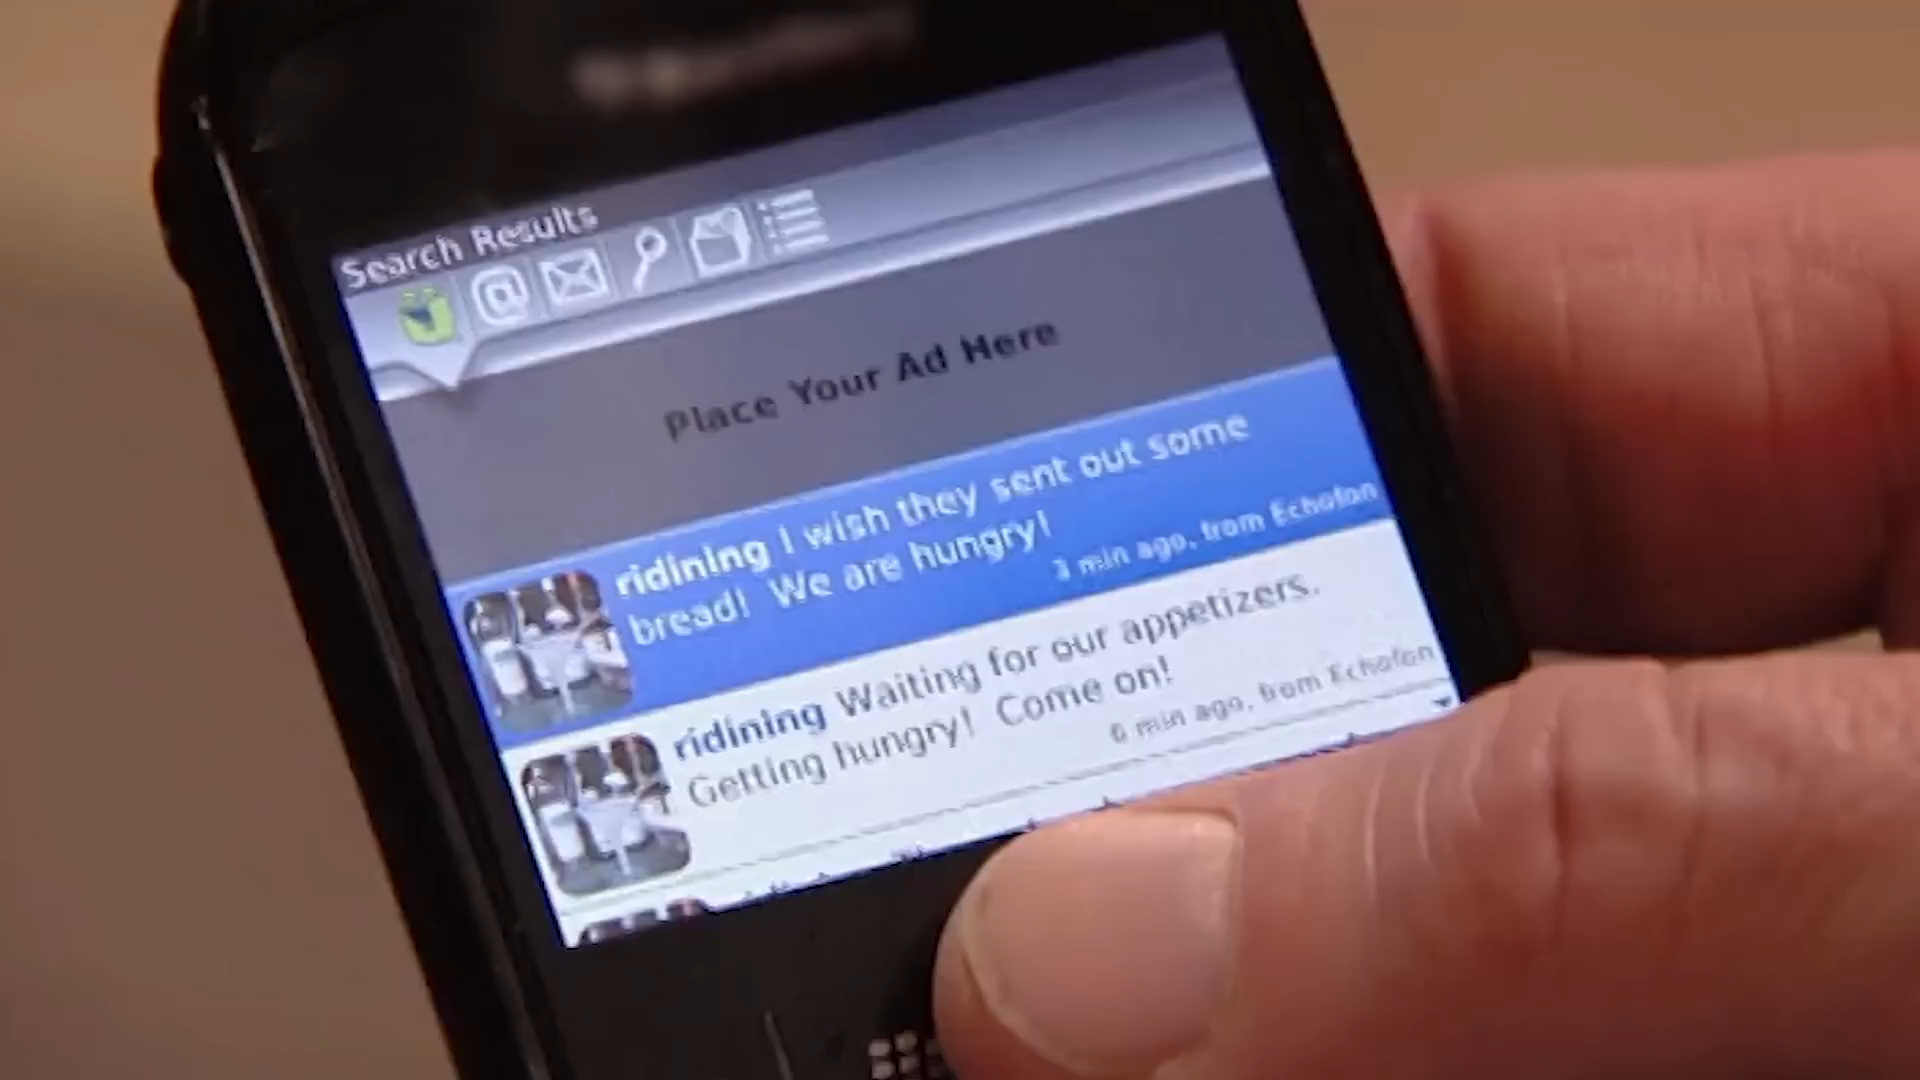 Search Results
@
Place Your Ad Here
ridining I wish they sent out some
bread! We are hungry!
3 min ago, from Echofon
ridining Waiting for our appetizers.
Getting hungry! Come on!
6 min ago, from Echofon